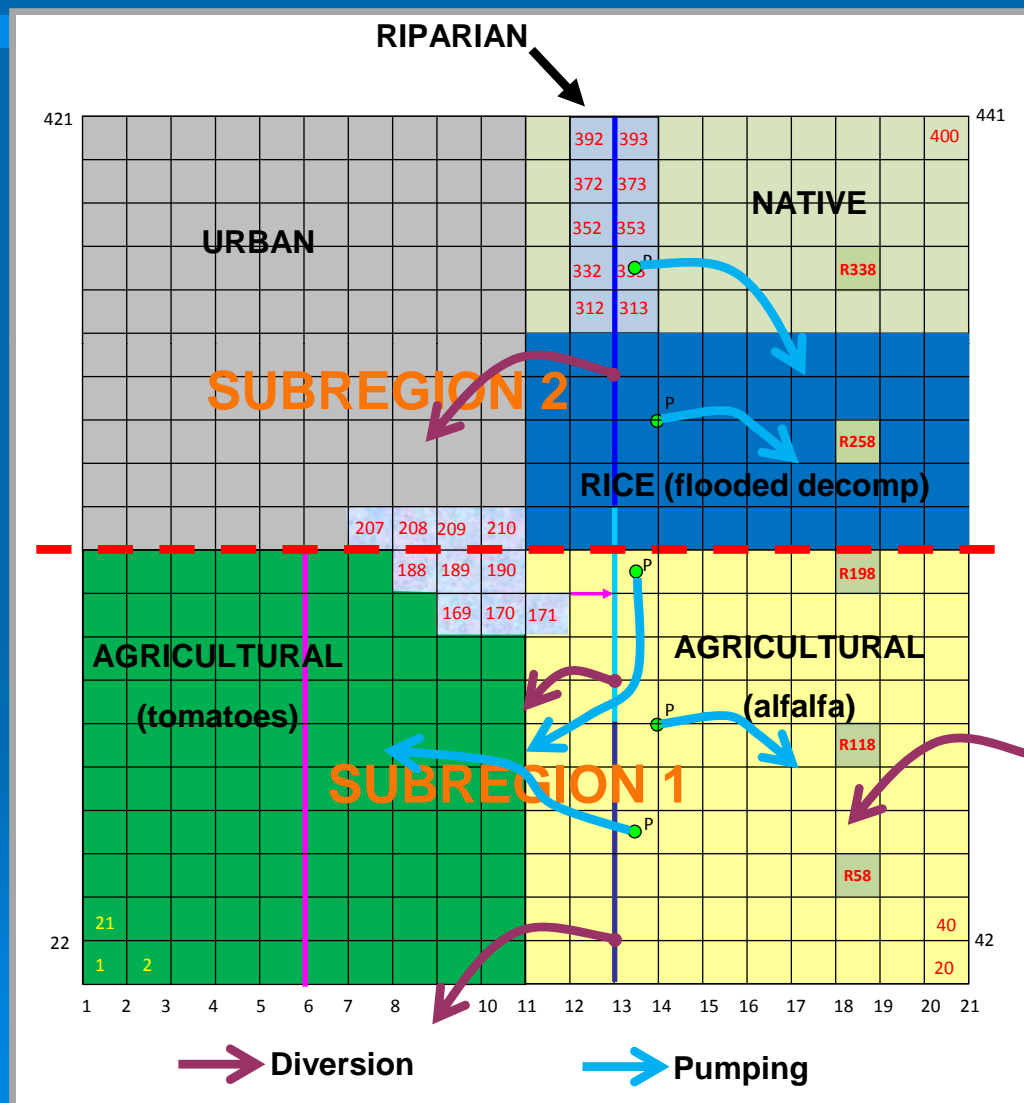 RIPARIAN
421
441
392 393
400
372 373
NATIVE
352 353
URBAN
P
332
R338
312 313
SUBREGION 2
P
R258
RICE (flooded decomp)
207 208 209 210
188 189 190
P
R198
169 170 171
AGRICULTURAL
(tomatoes)
AGRICULTURAL
(alfalfa)
P
R118
SUBREGION 1
P
R58
21
40
22
42
1 2
20
1 2 3 4 5 6 7 8 9 10 11 12 13 14 15 16 17 18 19 20 21
Diversion
Pumping